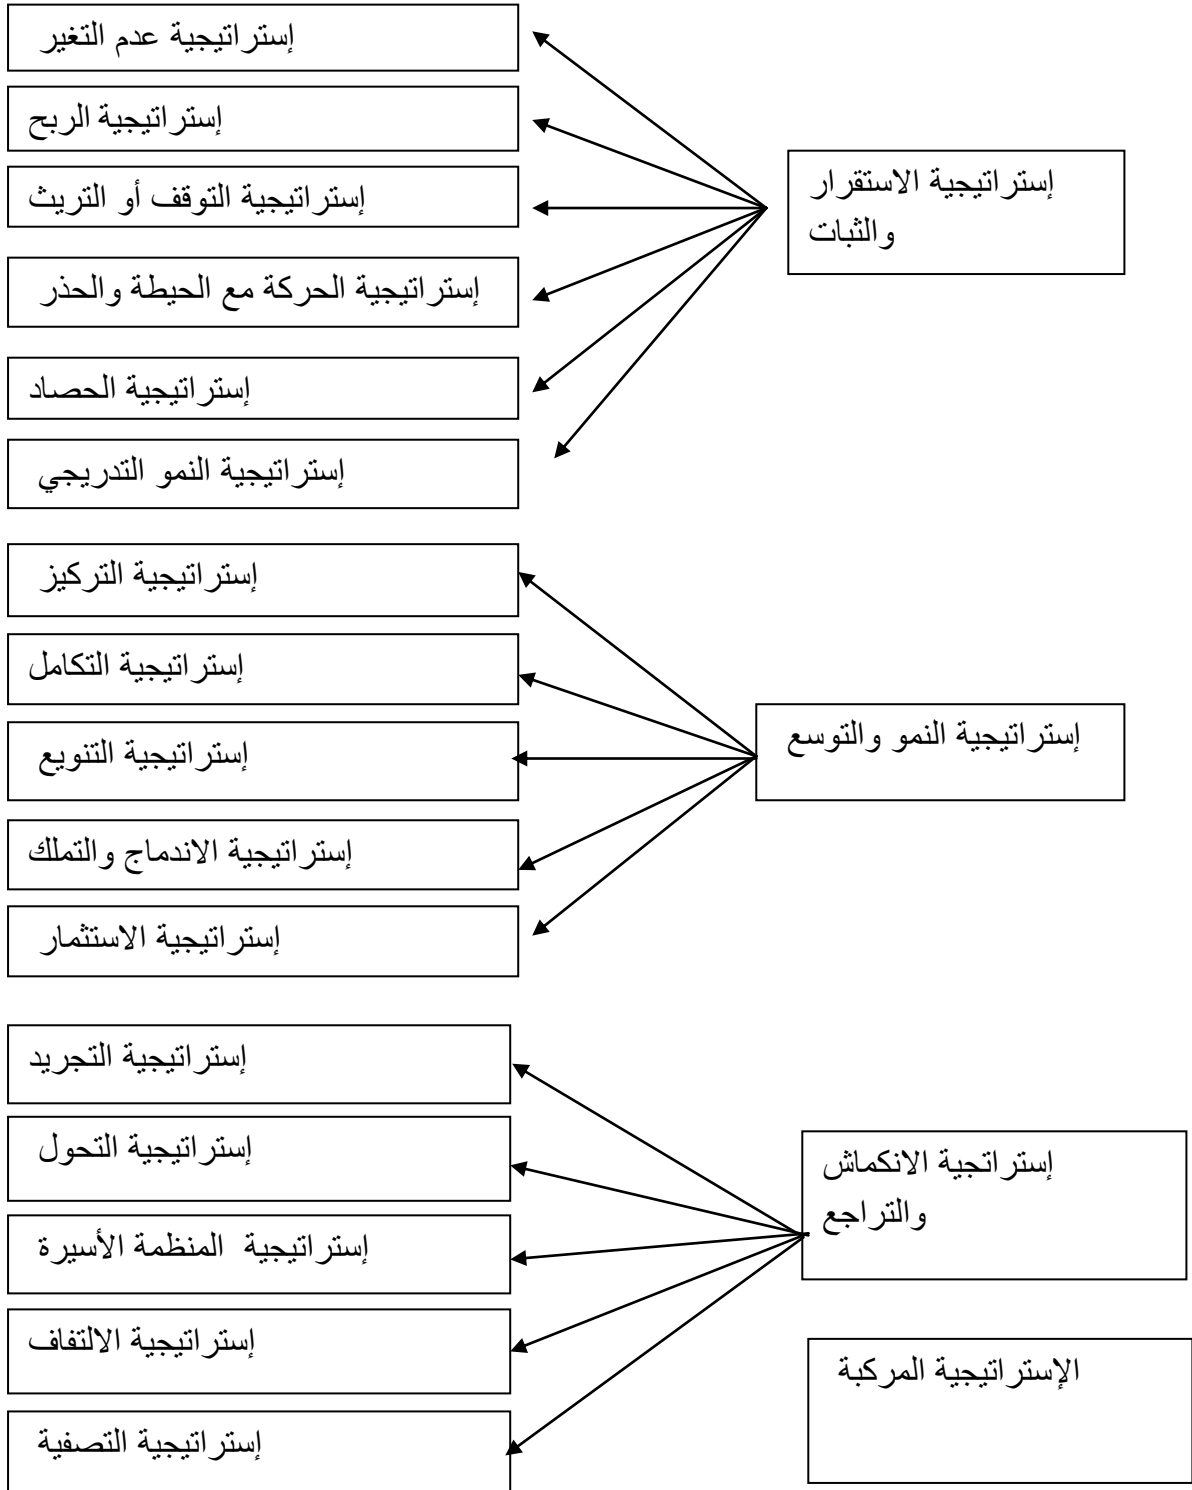 إستراتيجية الاستقرار
والثبات
إستراتيجية عدم التغير
إستراتيجية الربح
إستراتيجية التوقف أو التريث
إستراتيجية الحركة مع الحيطة والحذر
إستراتيجية الحصاد
إستراتيجية النمو التدريجي
إستراتيجية النمو والتوسع
إستراتيجية التركيز
إستراتيجية التكامل
إستراتيجية التنويع
إستراتيجية الاندماج والتملك
إستراتيجية الاستثمار
إستراتجية الانكماش
والتراجع
إستراتيجية التجريد
إستراتيجية التحول
إستراتيجية المنظمة الأسيرة
إستراتيجية الالتفاف
إستراتيجية التصفية
الإستراتيجية المركبة